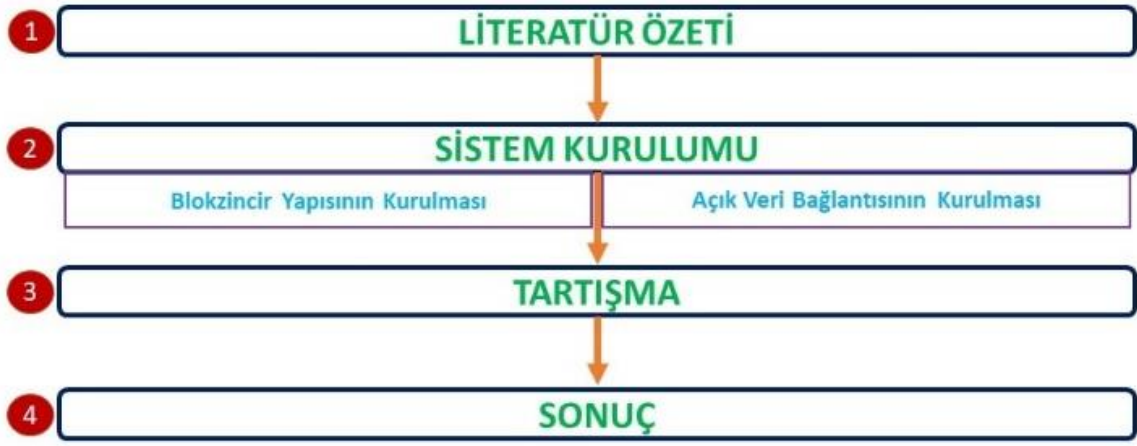 1
LİTERATÜR ÖZETİ
2
SİSTEM KURULUMU
Blokzincir Yapısının Kurulması
Açık Veri Bağlantısının Kurulması
3
TARTIŞMA
4
SONUÇ